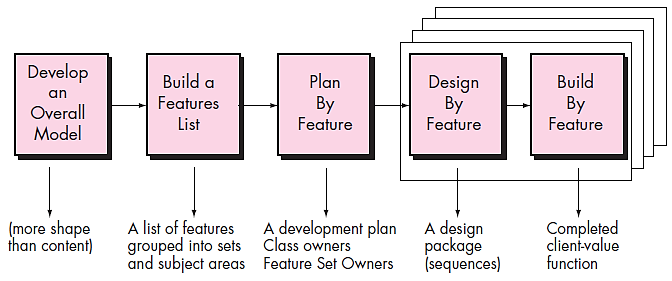 Develop
an
Overall
Model
Build a
Features
List
Plan
By
Feature
Design
By
Feature
Build
By
Feature
(more shape
than content)
A list of features
grouped into sets
and subject areas
A development plan
Class owners
Feature Set Owners
A design
package
(sequences)
Completed
client-value
function